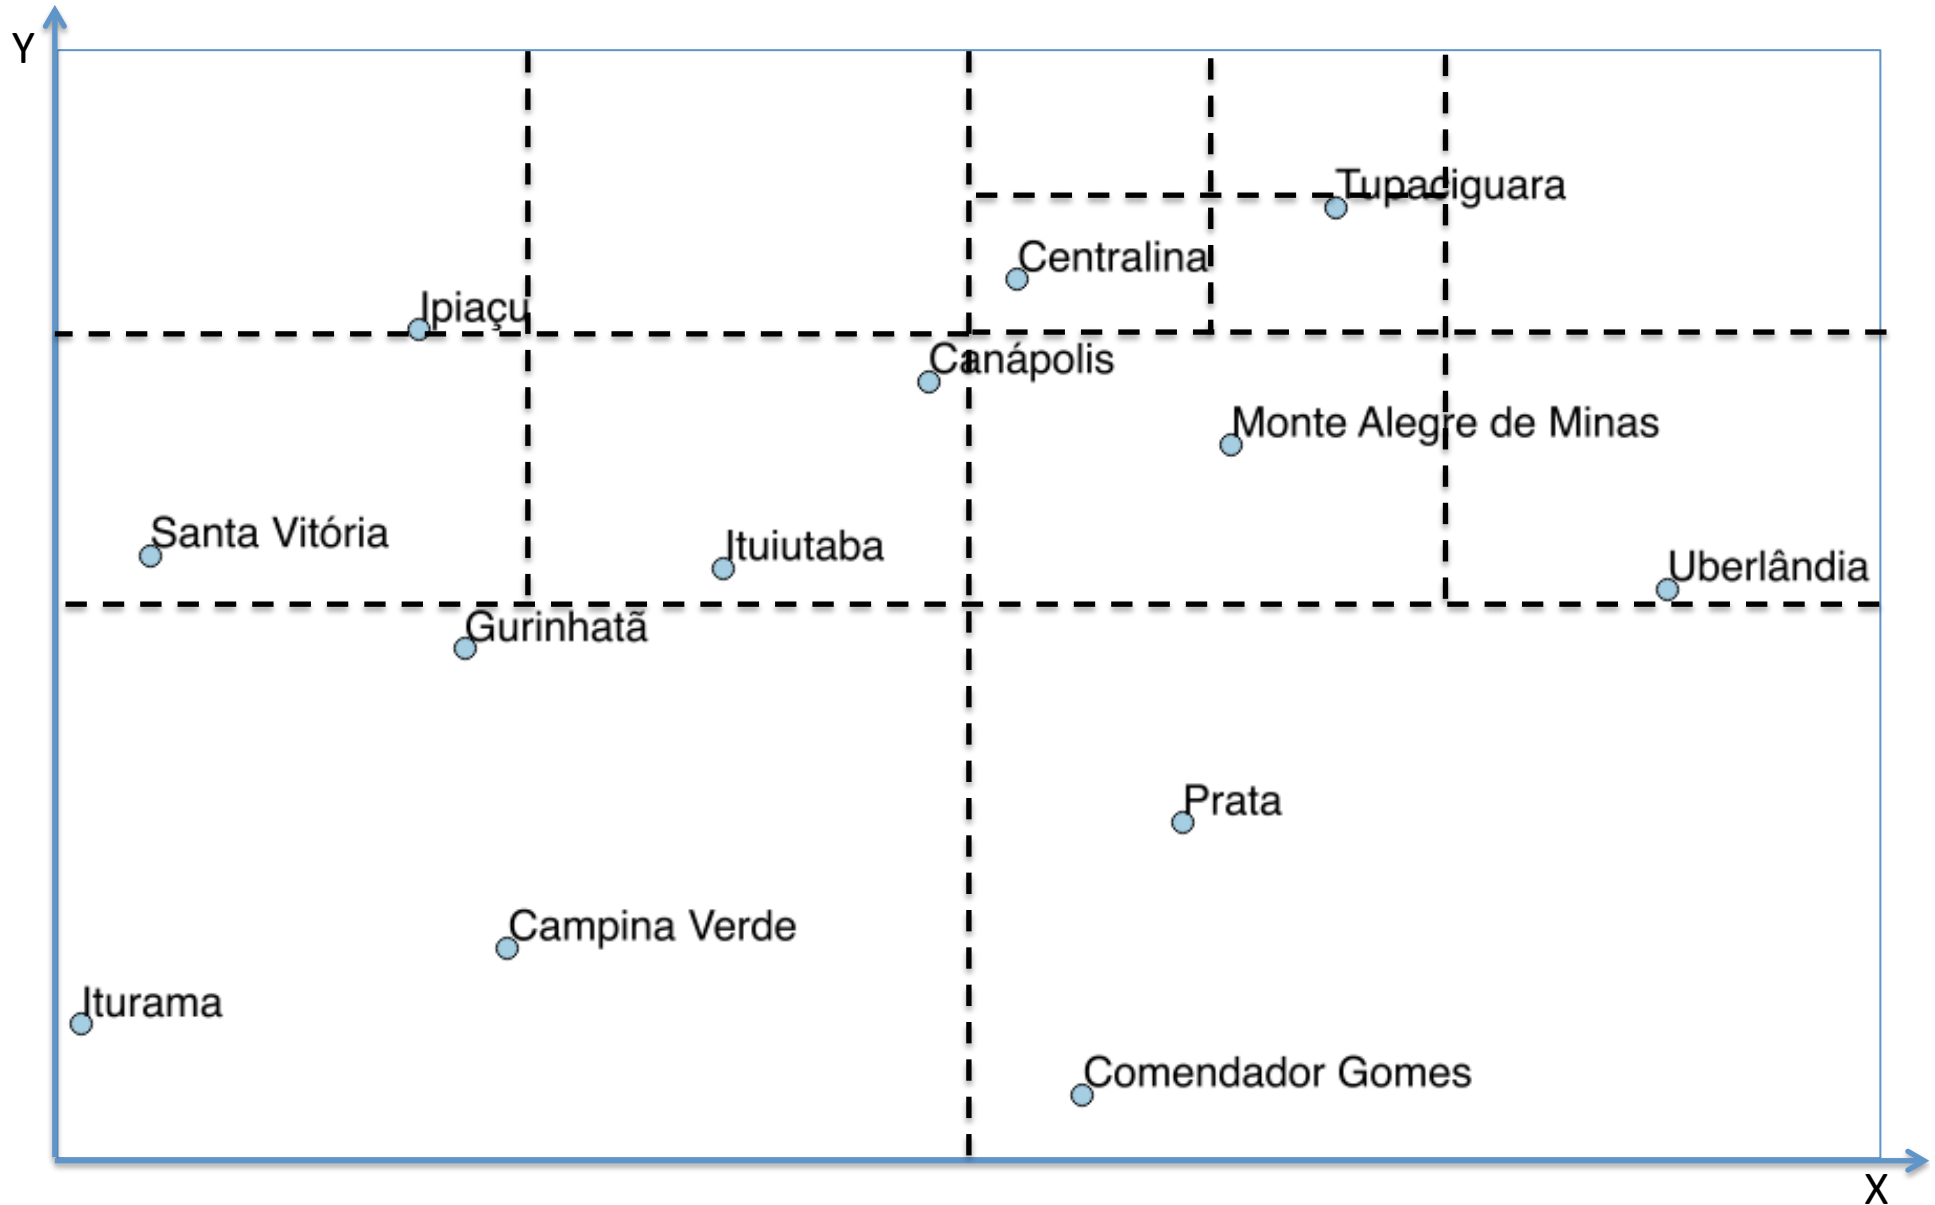 Y
Tupaciguara
Centralina
Ipiaçu
Canápolis
Monte Alegre de Minas
Santa Vitória
Ituiutaba
Uberlândia
Gurinhatã
Prata
Campina Verde
Iturama
Comendador Gomes
X